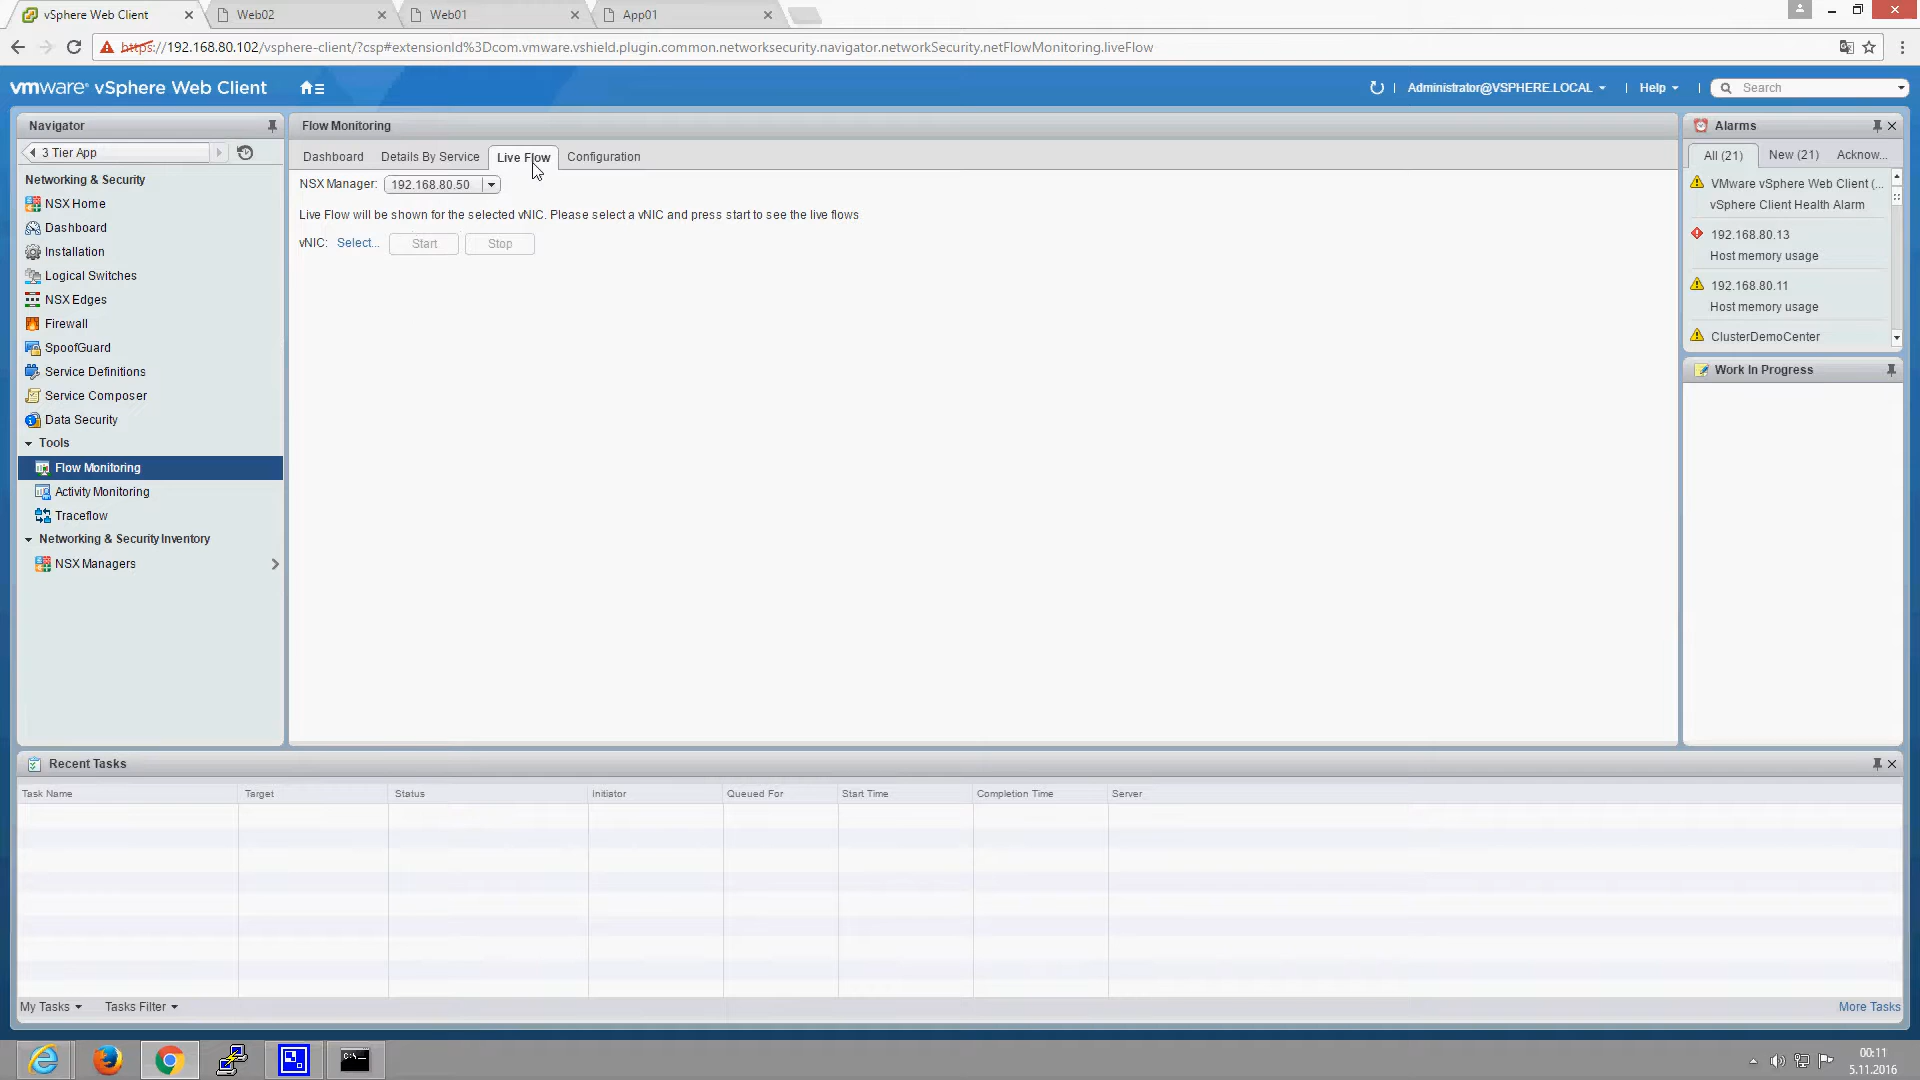 vSphere Web Client
Web02
Web01
App01
https://192.168.80.102/vsphere-client/?csp#extensionId%3Dcom.vmware.vshield.plugin.common.networksecurity.navigator.networkSecurity.netFlowMonitoring.liveFlow
vmware® vSphere Web Client
Administrator@VSPHERE.LOCAL
Help
Search
Navigator
3 Tier App
Networking & Security
NSX Home
Dashboard
Installation
Logical Switches
NSX Edges
Firewall
SpoofGuard
Service Definitions
Service Composer
Data Security
Tools
Flow Monitoring
Activity Monitoring
Traceflow
Networking & Security Inventory
NSX Managers
Flow Monitoring
Dashboard
Details By Service
Live Flow
Configuration
NSX Manager: 192.168.80.50
Live Flow will be shown for the selected vNIC. Please select a vNIC and press start to see the live flows
vNIC: Select... Start Stop
Alarms
All (21) New (21) Acknow...
VMware vSphere Web Client (...
vSphere Client Health Alarm
192.168.80.13
Host memory usage
192.168.80.11
Host memory usage
ClusterDemoCenter
Work In Progress
Recent Tasks
Task Name Target Status Initiator Queued For Start Time Completion Time Server
My Tasks Tasks Filter More Tasks
C:\_
00:11
5.11.2016